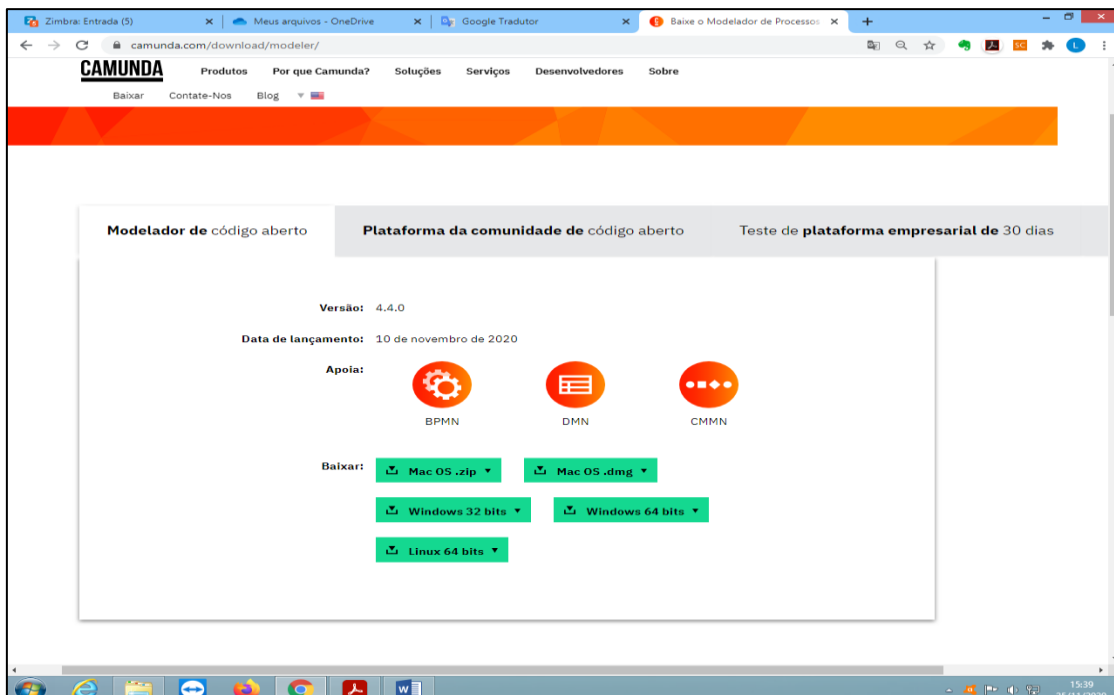 Zimbra: Entrada (5)
Meus arquivos - OneDrive
Google Tradutor
Baixe o Modelador de Processos
camunda.com/download/modeler/
SC
L
CAMUNDA
Produtos Por que Camunda? Soluções Serviços Desenvolvedores Sobre
Baixar Contate-Nos Blog
Modelador de código aberto
Plataforma da comunidade de código aberto
Teste de plataforma empresarial de 30 dias
Versão: 4.4.0
Data de lançamento: 10 de novembro de 2020
Apoia:
BPMN DMN CMMN
Baixar:
Mac OS .zip
Mac OS .dmg
Windows 32 bits
Windows 64 bits
Linux 64 bits
15:39